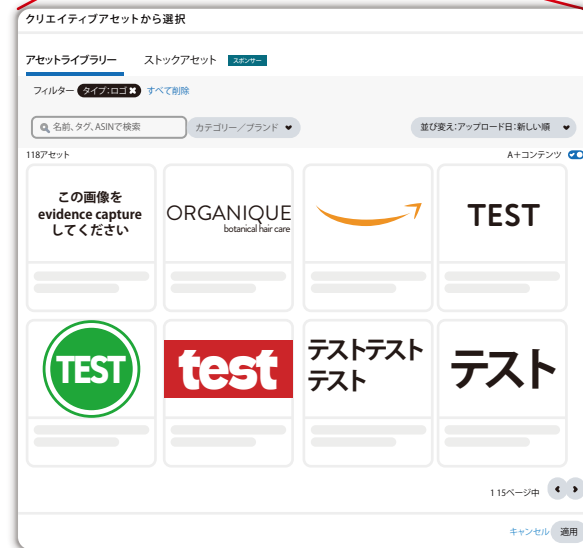 クリエイティブアセットから選択
アセットライブラリー ストックアセット スポンサー
フィルター タイプ:ロゴ ✖ すべて削除
名前、タグ、ASINで検索 カテゴリー／ブランド 並び変え:アップロード日:新しい順
118アセット A+コンテンツ
この画像を
evidence capture
してください
ORGANIQUE
botanical hair care
TEST
TEST
test
テストテスト
テスト
テスト
1 15ページ中
キャンセル 適用